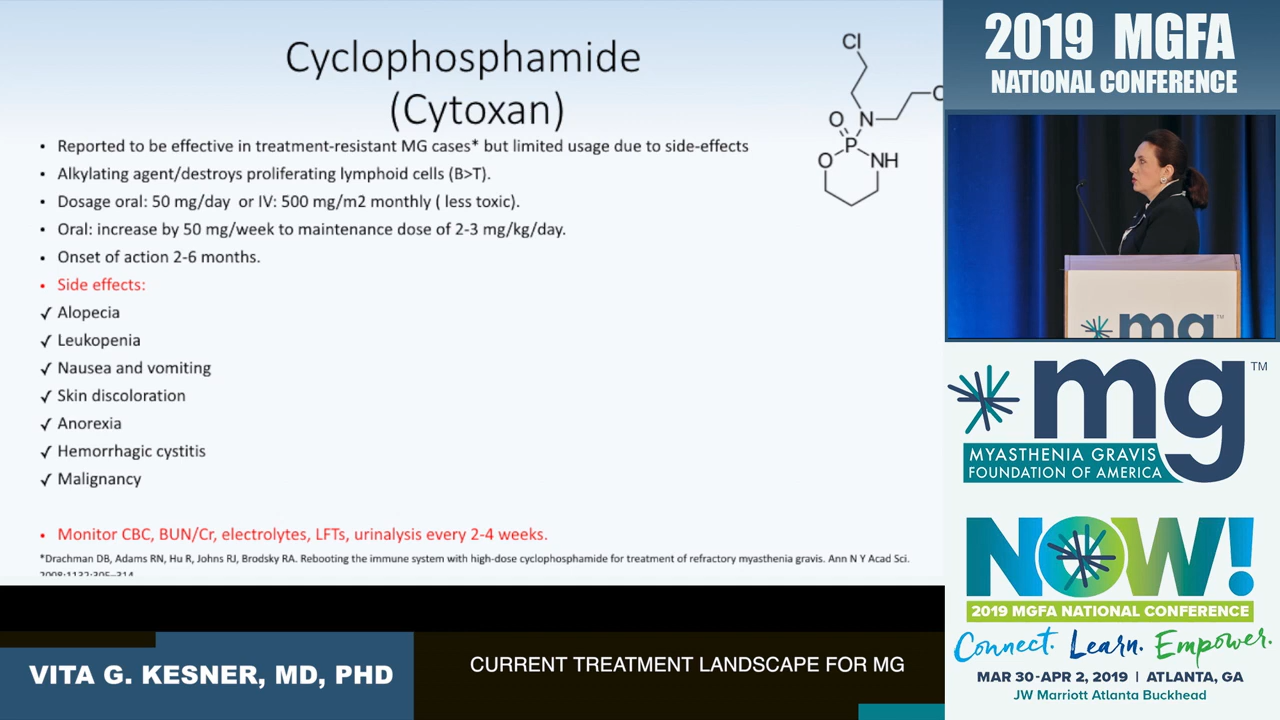 Cyclophosphamide
(Cytoxan)
• Reported to be effective in treatment-resistant MG cases* but limited usage due to side-effects
• Alkylating agent/destroys proliferating lymphoid cells (B>T).
• Dosage oral: 50 mg/day or IV: 500 mg/m2 monthly ( less toxic).
• Oral: increase by 50 mg/week to maintenance dose of 2-3 mg/kg/day.
• Onset of action 2-6 months.
• Side effects:
✓ Alopecia
✓ Leukopenia
✓ Nausea and vomiting
✓ Skin discoloration
✓ Anorexia
✓ Hemorrhagic cystitis
✓ Malignancy
• Monitor CBC, BUN/Cr, electrolytes, LFTs, urinalysis every 2-4 weeks.
*Drachman DB, Adams RN, Hu R, Johns RJ, Brodsky RA. Rebooting the immune system with high-dose cyclophosphamide for treatment of refractory myasthenia gravis. Ann N Y Acad Sci.
2008;1132:305–314
Cl
O
N
P
O
NH
VITA G. KESNER, MD, PHD
CURRENT TREATMENT LANDSCAPE FOR MG
2019 MGFA
NATIONAL CONFERENCE
mg TM
mg TM
MYASTHENIA GRAVIS
FOUNDATION OF AMERICA
NOW!
2019 MGFA NATIONAL CONFERENCE
Connect. Learn. Empower.
MAR 30-APR 2, 2019 | ATLANTA, GA
JW Marriott Atlanta Buckhead